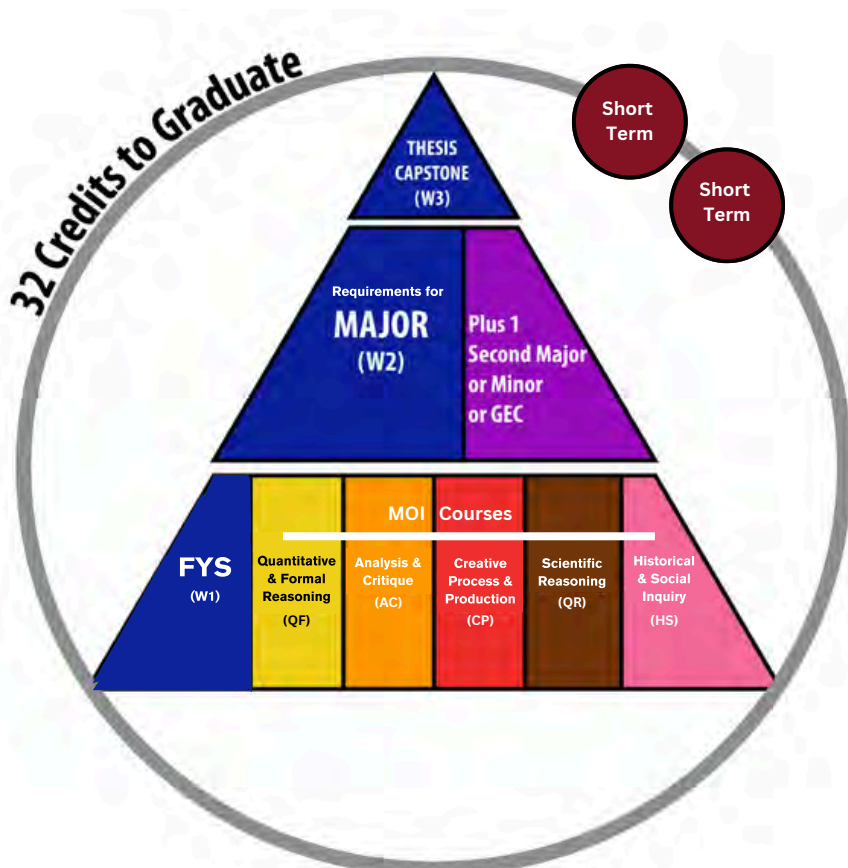 32 Credits to Graduate
Short
Term
Short
Term
THESIS
CAPSTONE
(W3)
Requirements for
MAJOR
(W2)
Plus 1
Second Major
or Minor
or GEC
MOI Courses
FYS
(W1)
Quantitative
& Formal
Reasoning
(QF)
Analysis &
Critique
(AC)
Creative
Process &
Production
(CP)
Scientific
Reasoning
(QR)
Historical
& Social
Inquiry
(HS)